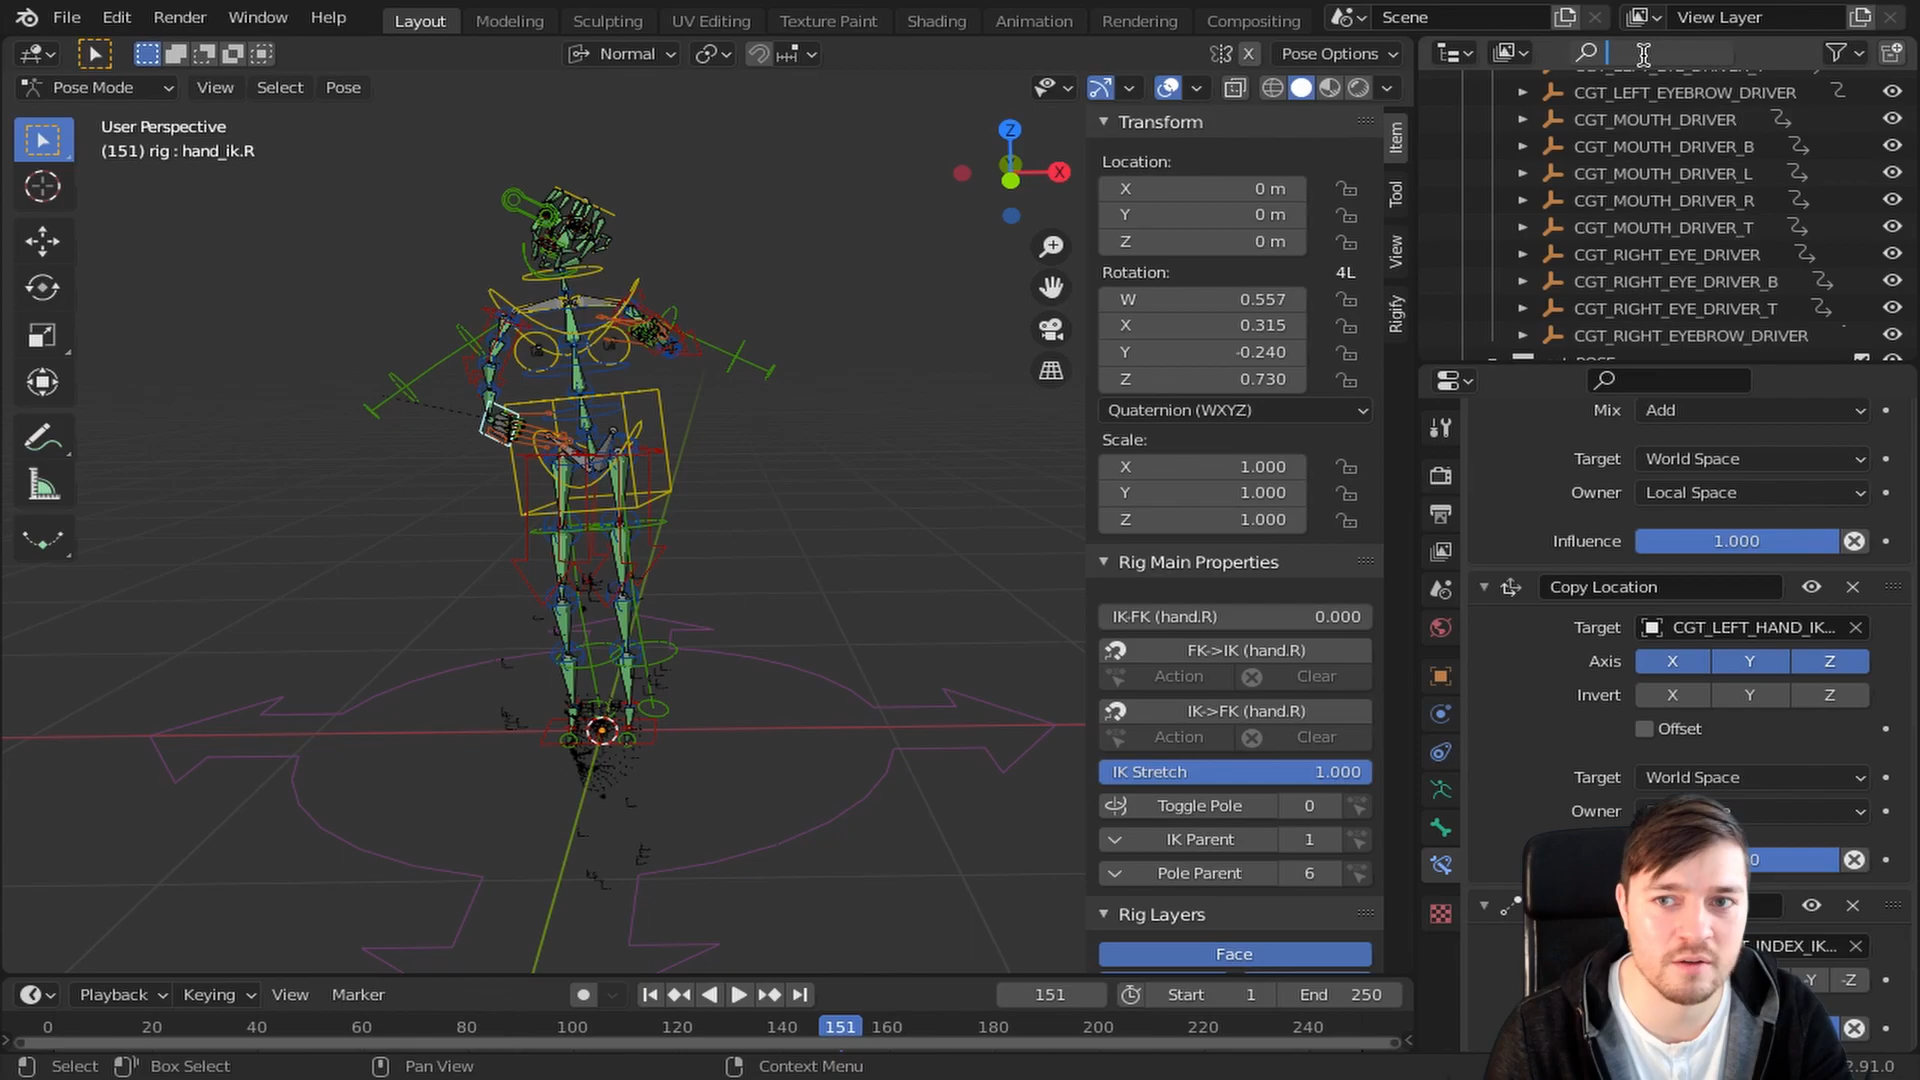 File Edit Render Window Help
Layout Modeling Sculpting UV Editing Texture Paint Shading Animation Rendering Compositing
Scene
View Layer
Normal
X
Pose Options
Pose Mode
View Select Pose
User Perspective
(151) rig : hand_ik.R
Z
X
Item
Tool
View
Rigify
Transform
Location:
X 0 m
Y 0 m
Z 0 m
Rotation: 4L
W 0.557
X 0.315
Y -0.240
Z 0.730
Quaternion (WXYZ)
Scale:
X 1.000
Y 1.000
Z 1.000
Rig Main Properties
IK-FK (hand.R) 0.000
FK->IK (hand.R)
Action Clear
IK->FK (hand.R)
Action Clear
IK Stretch 1.000
Toggle Pole 0
IK Parent 1
Pole Parent 6
Rig Layers
Face
CGT_LEFT_EYEBROW_DRIVER
CGT_MOUTH_DRIVER
CGT_MOUTH_DRIVER_B
CGT_MOUTH_DRIVER_L
CGT_MOUTH_DRIVER_R
CGT_MOUTH_DRIVER_T
CGT_RIGHT_EYE_DRIVER
CGT_RIGHT_EYE_DRIVER_B
CGT_RIGHT_EYE_DRIVER_T
CGT_RIGHT_EYEBROW_DRIVER
Mix Add
Target World Space
Owner Local Space
Influence 1.000
Copy Location
Target CGT_LEFT_HAND_IK...
Axis X Y Z
Invert X Y Z
Offset
Target World Space
Owner
0
INDEX_IK...
-Y -Z
Playback Keying View Marker
151 Start 1 End 250
0 20 40 60 80 100 120 140 151 160 180 200 220 240
Select Box Select Pan View Context Menu
2.91.0